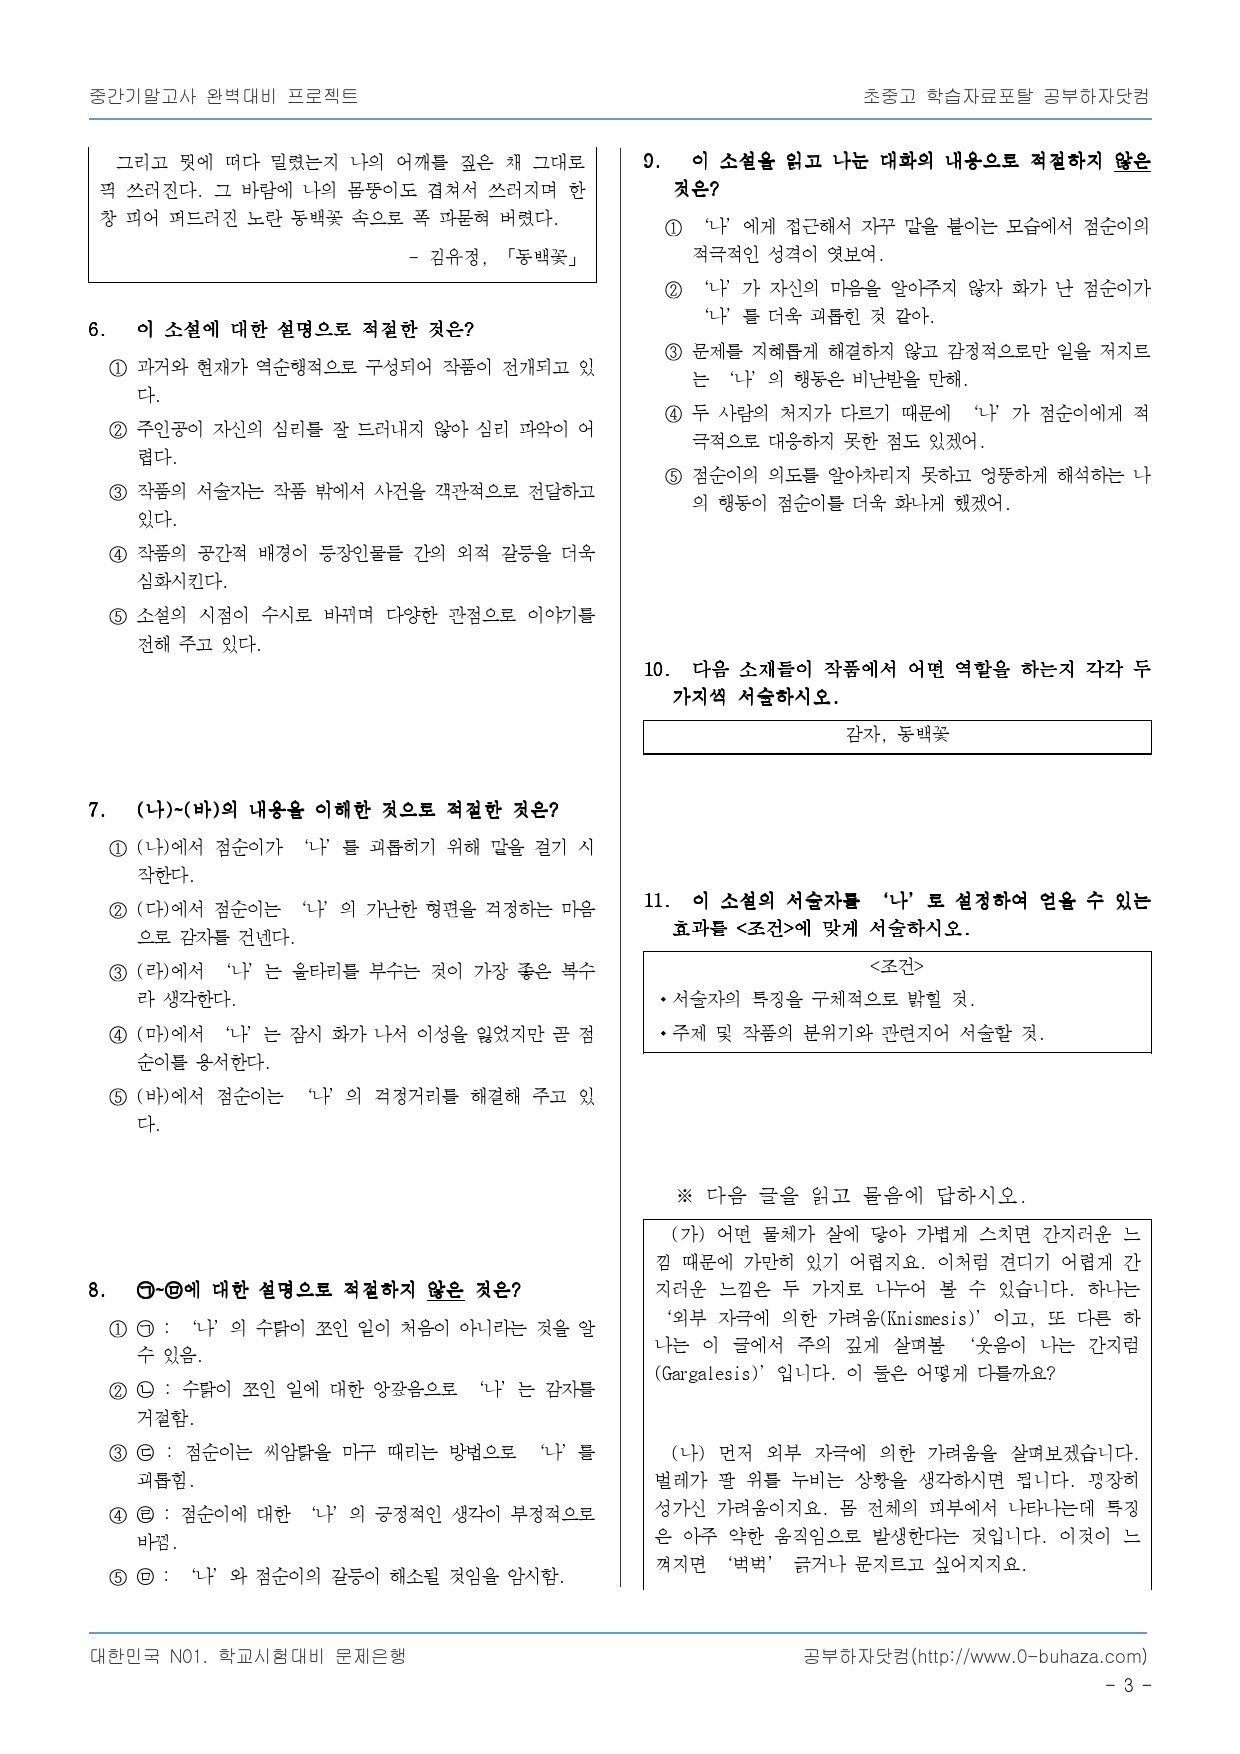 중간기말고사 완벽대비 프로젝트
초중고 학습자료포탈 공부하자닷컴
그리고 뭣에 떠다 밀렸는지 나의 어깨를 짚은 채 그대로
픽 쓰러진다. 그 바람에 나의 몸뚱이도 겹쳐서 쓰러지며 한
창 피어 퍼드러진 노란 동백꽃 속으로 폭 파묻혀 버렸다.
- 김유정, 「동백꽃」
6. 이 소설에 대한 설명으로 적절한 것은?
① 과거와 현재가 역순행적으로 구성되어 작품이 전개되고 있
다.
② 주인공이 자신의 심리를 잘 드러내지 않아 심리 파악이 어
렵다.
③ 작품의 서술자는 작품 밖에서 사건을 객관적으로 전달하고
있다.
④ 작품의 공간적 배경이 등장인물들 간의 외적 갈등을 더욱
심화시킨다.
⑤ 소설의 시점이 수시로 바뀌며 다양한 관점으로 이야기를
전해 주고 있다.
7. (나)~(바)의 내용을 이해한 것으로 적절한 것은?
① (나)에서 점순이가 ‘나’를 괴롭히기 위해 말을 걸기 시
작한다.
② (다)에서 점순이는 ‘나’의 가난한 형편을 걱정하는 마음
으로 감자를 건넨다.
③ (라)에서 ‘나’는 울타리를 부수는 것이 가장 좋은 복수
라 생각한다.
④ (마)에서 ‘나’는 잠시 화가 나서 이성을 잃었지만 곧 점
순이를 용서한다.
⑤ (바)에서 점순이는 ‘나’의 걱정거리를 해결해 주고 있
다.
8. ㉠~㉤에 대한 설명으로 적절하지 않은 것은?
① ㉠ : ‘나’의 수탉이 쪼인 일이 처음이 아니라는 것을 알
수 있음.
② ㉡ : 수탉이 쪼인 일에 대한 앙갚음으로 ‘나’는 감자를
거절함.
③ ㉢ : 점순이는 씨암탉을 마구 때리는 방법으로 ‘나’를
괴롭힘.
④ ㉣ : 점순이에 대한 ‘나’의 긍정적인 생각이 부정적으로
바뀜.
⑤ ㉤ : ‘나’와 점순이의 갈등이 해소될 것임을 암시함.
9. 이 소설을 읽고 나눈 대화의 내용으로 적절하지 않은
것은?
① ‘나’에게 접근해서 자꾸 말을 붙이는 모습에서 점순이의
적극적인 성격이 엿보여.
② ‘나’가 자신의 마음을 알아주지 않자 화가 난 점순이가
‘나’를 더욱 괴롭힌 것 같아.
③ 문제를 지혜롭게 해결하지 않고 감정적으로만 일을 저지르
는 ‘나’의 행동은 비난받을 만해.
④ 두 사람의 처지가 다르기 때문에 ‘나’가 점순이에게 적
극적으로 대응하지 못한 점도 있겠어.
⑤ 점순이의 의도를 알아차리지 못하고 엉뚱하게 해석하는 나
의 행동이 점순이를 더욱 화나게 했겠어.
10. 다음 소재들이 작품에서 어떤 역할을 하는지 각각 두
가지씩 서술하시오.
감자, 동백꽃
11. 이 소설의 서술자를 ‘나’로 설정하여 얻을 수 있는
효과를 <조건>에 맞게 서술하시오.
<조건>
•서술자의 특징을 구체적으로 밝힐 것.
•주제 및 작품의 분위기와 관련지어 서술할 것.
※ 다음 글을 읽고 물음에 답하시오.
(가) 어떤 물체가 살에 닿아 가볍게 스치면 간지러운 느
낌 때문에 가만히 있기 어렵지요. 이처럼 견디기 어렵게 간
지러운 느낌은 두 가지로 나누어 볼 수 있습니다. 하나는
‘외부 자극에 의한 가려움(Knismesis)’이고, 또 다른 하
나는 이 글에서 주의 깊게 살펴볼 ‘웃음이 나는 간지럼
(Gargalesis)’입니다. 이 둘은 어떻게 다를까요?
(나) 먼저 외부 자극에 의한 가려움을 살펴보겠습니다.
벌레가 팔 위를 누비는 상황을 생각하시면 됩니다. 굉장히
성가신 가려움이지요. 몸 전체의 피부에서 나타나는데 특징
은 아주 약한 움직임으로 발생한다는 것입니다. 이것이 느
껴지면 ‘벅벅’ 긁거나 문지르고 싶어지지요.
대한민국 N01. 학교시험대비 문제은행
공부하자닷컴(http://www.0-buhaza.com)
- 3 -